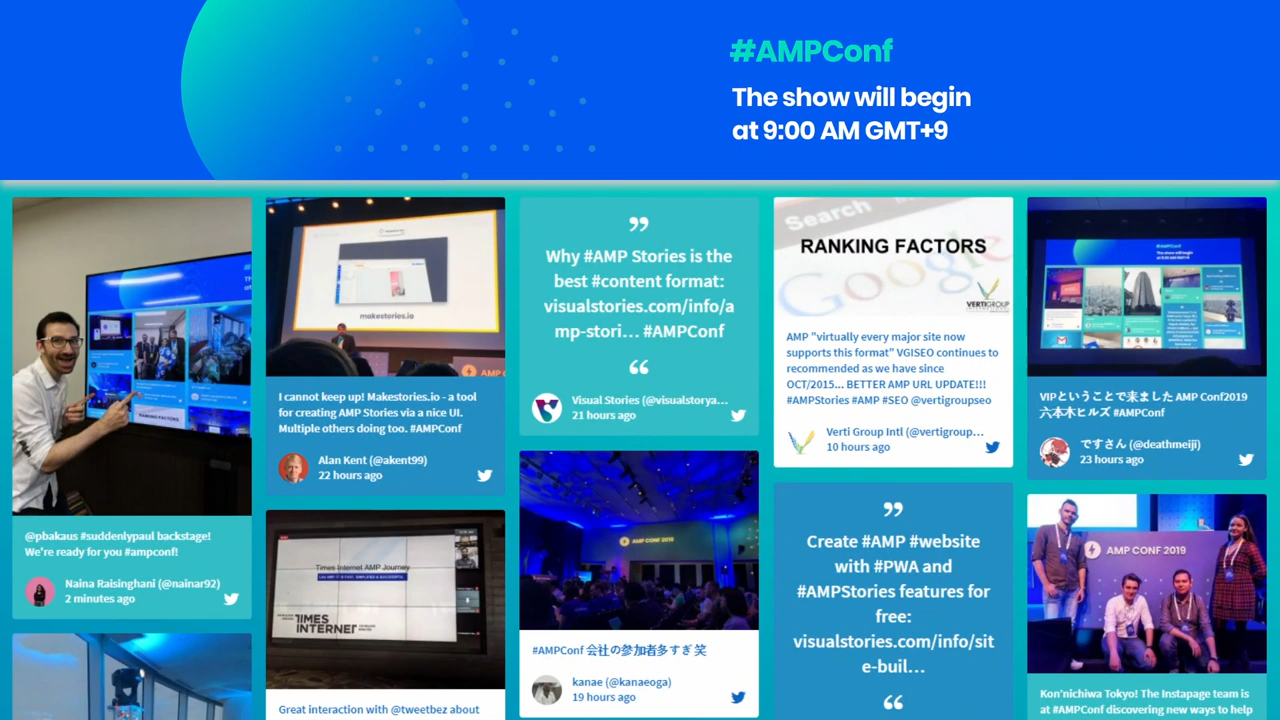 #AMPConf
The show will begin
at 9:00 AM GMT+9
@pbakaus #suddenlypaul backstage!
We're ready for you #ampconf!
Naina Raisinghani (@nainar92)
2 minutes ago
makestories.io
I cannot keep up! Makestories.io - a tool
for creating AMP Stories via a nice UI.
Multiple others doing too. #AMPConf
Alan Kent (@akent99)
22 hours ago
Times Internet AMP Journey
TIMES
INTERNET
Great interaction with @tweetbez about
”
Why #AMP Stories is the
best #content format:
visualstories.com/info/a
mp-stori... #AMPConf
“
Visual Stories (@visualstorya...
21 hours ago
AMP CONF 2019
#AMPConf 会社の参加者多すぎ 笑
kanae (@kanaeoga)
19 hours ago
Search
RANKING FACTORS
Google
VERTIGROUP
AMP "virtually every major site now
supports this format" VGISEO continues to
recommended as we have since
OCT/2015... BETTER AMP URL UPDATE!!!
#AMPStories #AMP #SEO @vertigroupseo
Verti Group Intl (@vertigroup...
10 hours ago
”
Create #AMP #website
with #PWA and
#AMPStories features for
free:
visualstories.com/info/sit
e-buil...
“
#AMPConf
VIPということで来ました AMP Conf2019
六本木ヒルズ #AMPConf
ですさん (@deathmeiji)
23 hours ago
AMP CONF 2019
Kon'nichiwa Tokyo! The Instapage team is
at #AMPConf discovering new ways to help